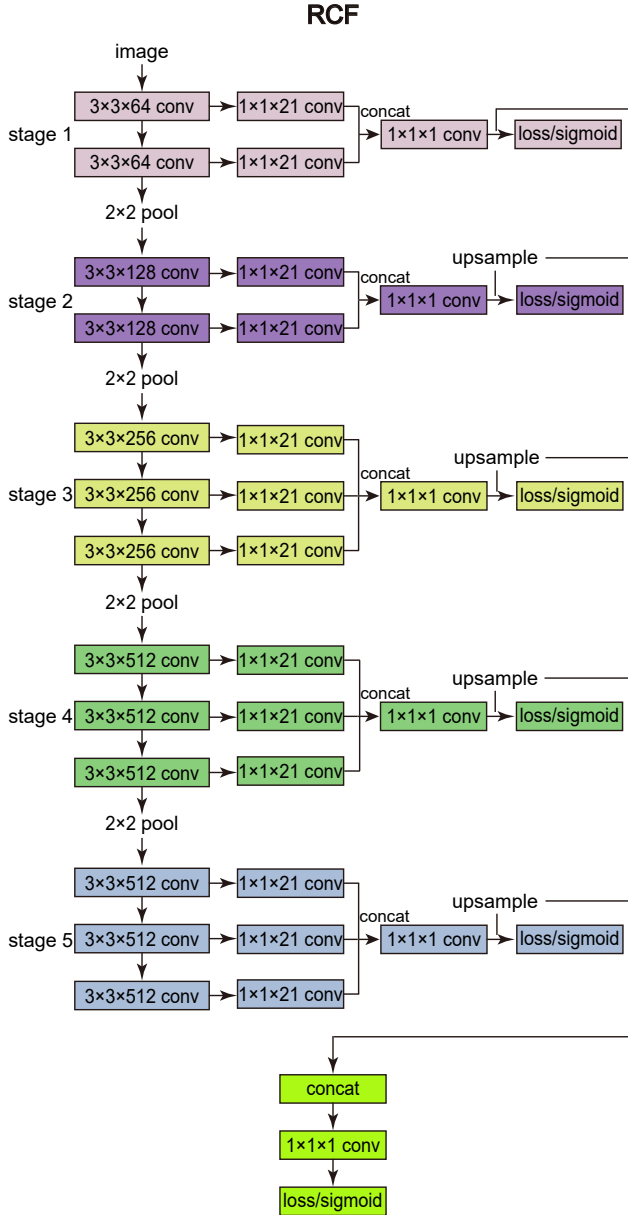 RCF
image
3×3×64 conv
1×1×21 conv
concat
stage 1
1×1×1 conv
loss/sigmoid
3×3×64 conv
1×1×21 conv
2×2 pool
3×3×128 conv
1×1×21 conv
concat
upsample
stage 2
1×1×1 conv
loss/sigmoid
3×3×128 conv
1×1×21 conv
2×2 pool
3×3×256 conv
1×1×21 conv
concat
upsample
stage 3
3×3×256 conv
1×1×21 conv
1×1×1 conv
loss/sigmoid
3×3×256 conv
1×1×21 conv
2×2 pool
3×3×512 conv
1×1×21 conv
concat
upsample
stage 4
3×3×512 conv
1×1×21 conv
1×1×1 conv
loss/sigmoid
3×3×512 conv
1×1×21 conv
2×2 pool
3×3×512 conv
1×1×21 conv
concat
upsample
stage 5
3×3×512 conv
1×1×21 conv
1×1×1 conv
loss/sigmoid
3×3×512 conv
1×1×21 conv
concat
1×1×1 conv
loss/sigmoid